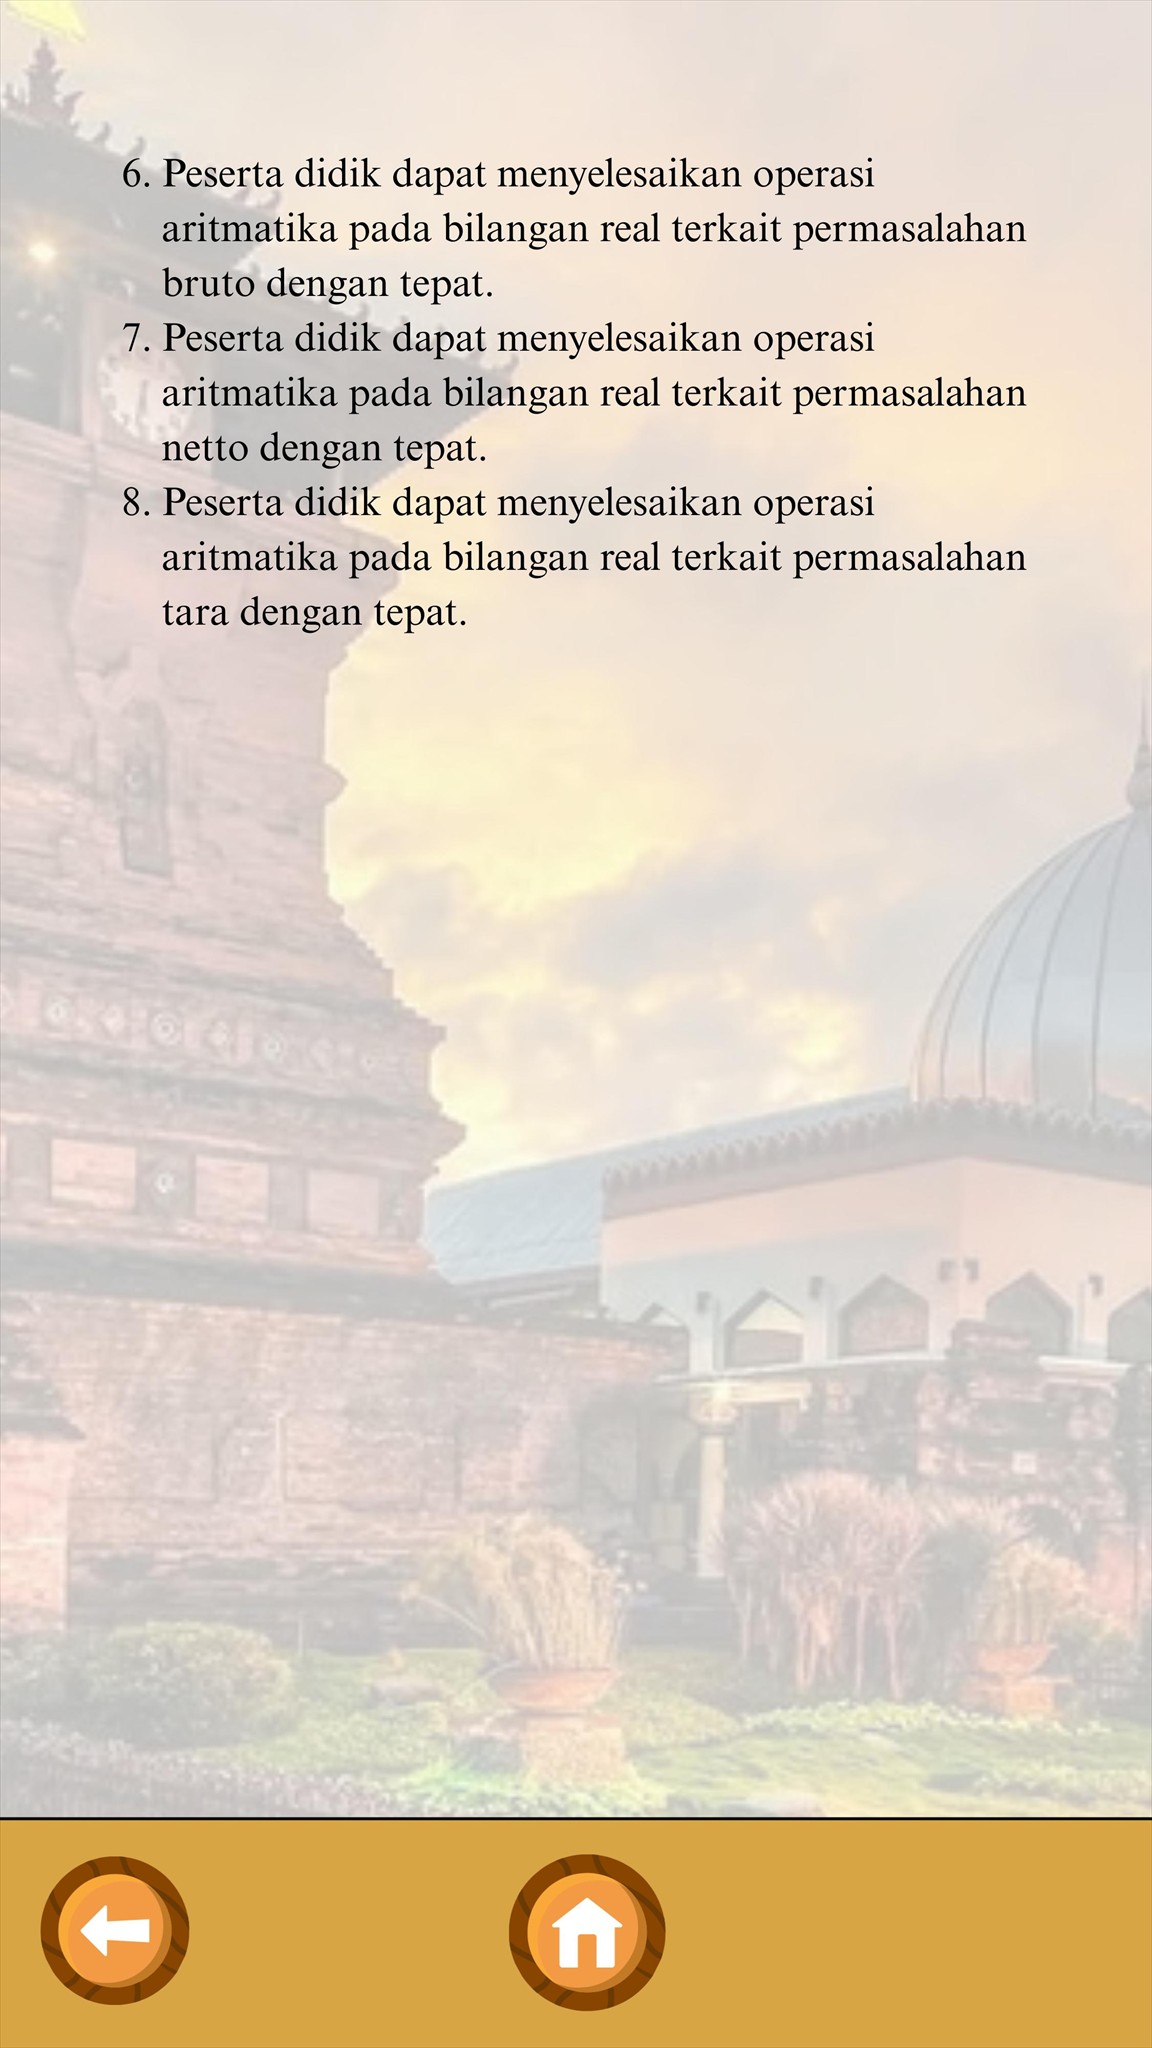 6. Peserta didik dapat menyelesaikan operasi
aritmatika pada bilangan real terkait permasalahan
bruto dengan tepat.
7. Peserta didik dapat menyelesaikan operasi
aritmatika pada bilangan real terkait permasalahan
netto dengan tepat.
8. Peserta didik dapat menyelesaikan operasi
aritmatika pada bilangan real terkait permasalahan
tara dengan tepat.